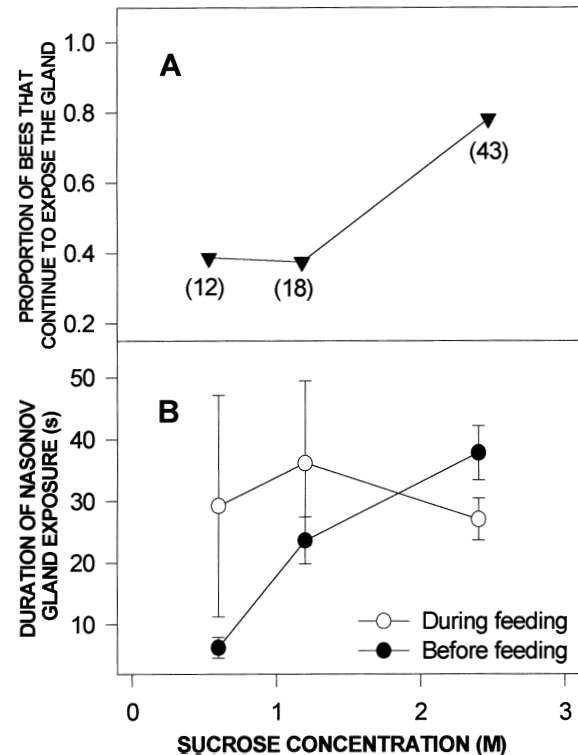 PROPORTION OF BEES THAT
CONTINUE TO EXPOSE THE GLAND
1.0
0.8
0.6
0.4
0.2
A
(12)
(18)
(43)
DURATION OF NASONOV
GLAND EXPOSURE (s)
50
40
30
20
10
B
During feeding
Before feeding
0
1
2
3
SUCROSE CONCENTRATION (M)